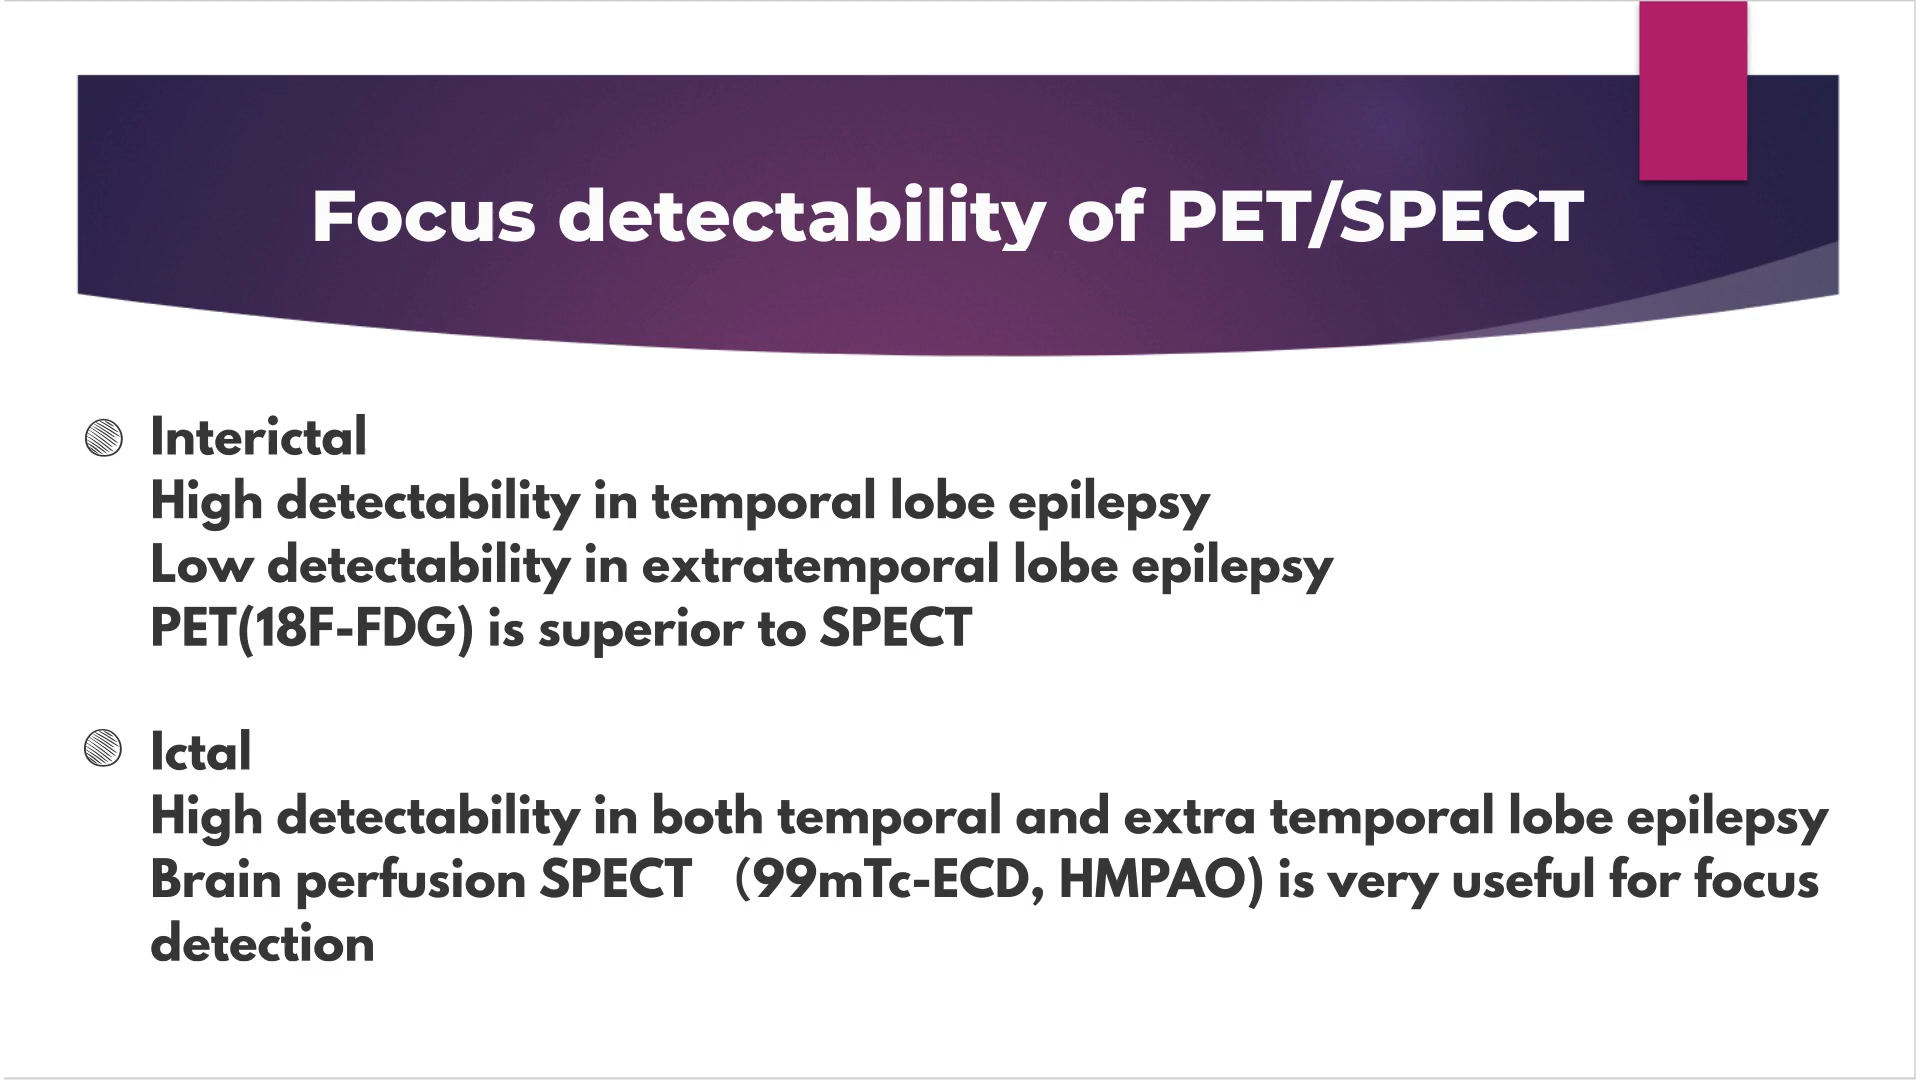 Focus detectability of PET/SPECT
Interictal
High detectability in temporal lobe epilepsy
Low detectability in extratemporal lobe epilepsy
PET(18F-FDG) is superior to SPECT
Ictal
High detectability in both temporal and extra temporal lobe epilepsy
Brain perfusion SPECT （99mTc-ECD, HMPAO) is very useful for focus
detection